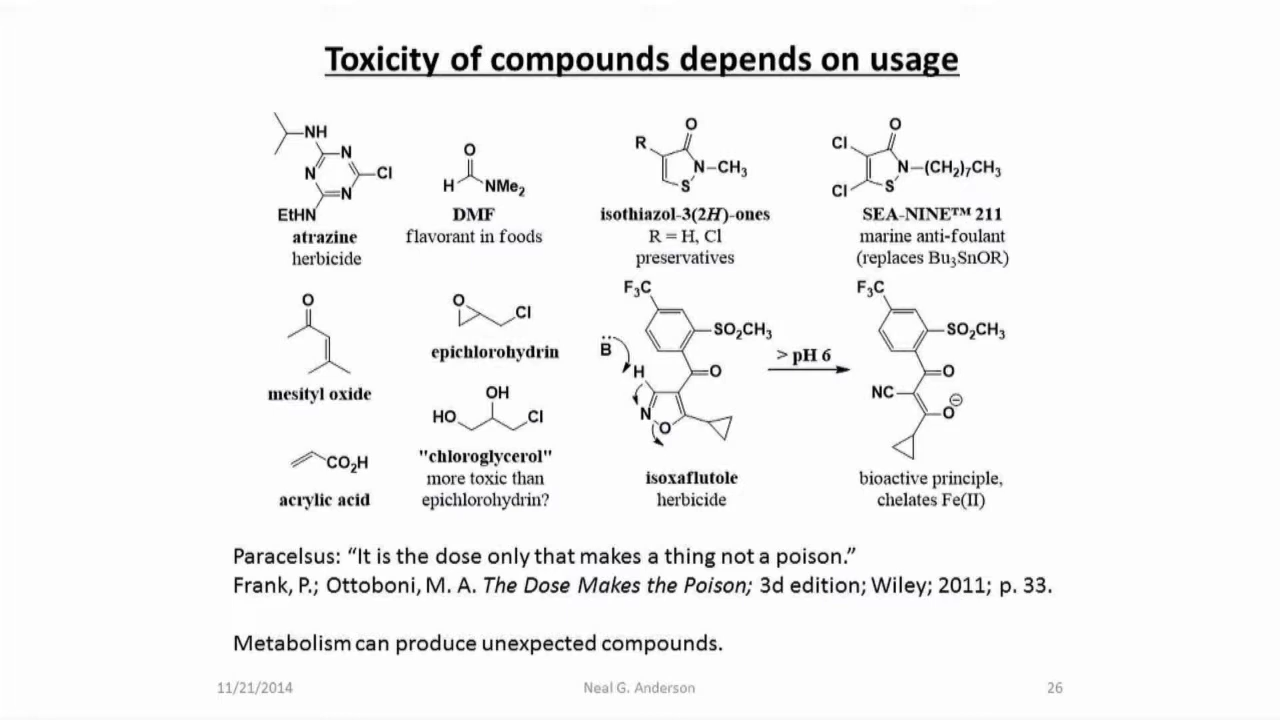 Toxicity of compounds depends on usage
NH
N
N
Cl
N
EtHN
atrazine
herbicide
O
H
NMe2
DMF
flavorant in foods
O
R
N–CH3
S
isothiazol-3(2H)-ones
R = H, Cl
preservatives
O
Cl
N–(CH2)7CH3
Cl
S
SEA-NINE™ 211
marine anti-foulant
(replaces Bu3SnOR)
O
mesityl oxide
O
Cl
epichlorohydrin
F3C
SO2CH3
B
H
O
N
O
isoxaflutole
herbicide
> pH 6
F3C
SO2CH3
O
NC
O⊖
bioactive principle,
chelates Fe(II)
CO2H
acrylic acid
OH
HO
Cl
"chloroglycerol"
more toxic than
epichlorohydrin?
Paracelsus: “It is the dose only that makes a thing not a poison.”
Frank, P.; Ottoboni, M. A. The Dose Makes the Poison; 3d edition; Wiley; 2011; p. 33.
Metabolism can produce unexpected compounds.
11/21/2014
Neal G. Anderson
26